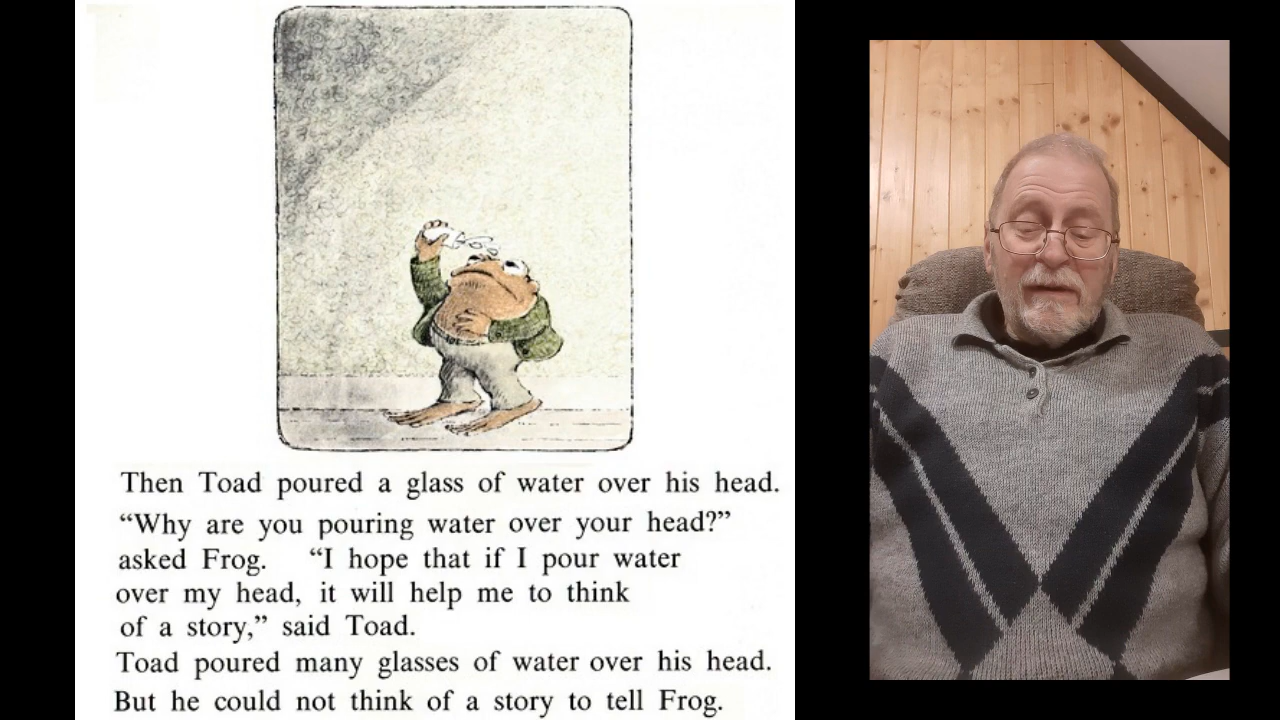 Then Toad poured a glass of water over his head.
“Why are you pouring water over your head?”
asked Frog. “I hope that if I pour water
over my head, it will help me to think
of a story,” said Toad.
Toad poured many glasses of water over his head.
But he could not think of a story to tell Frog.